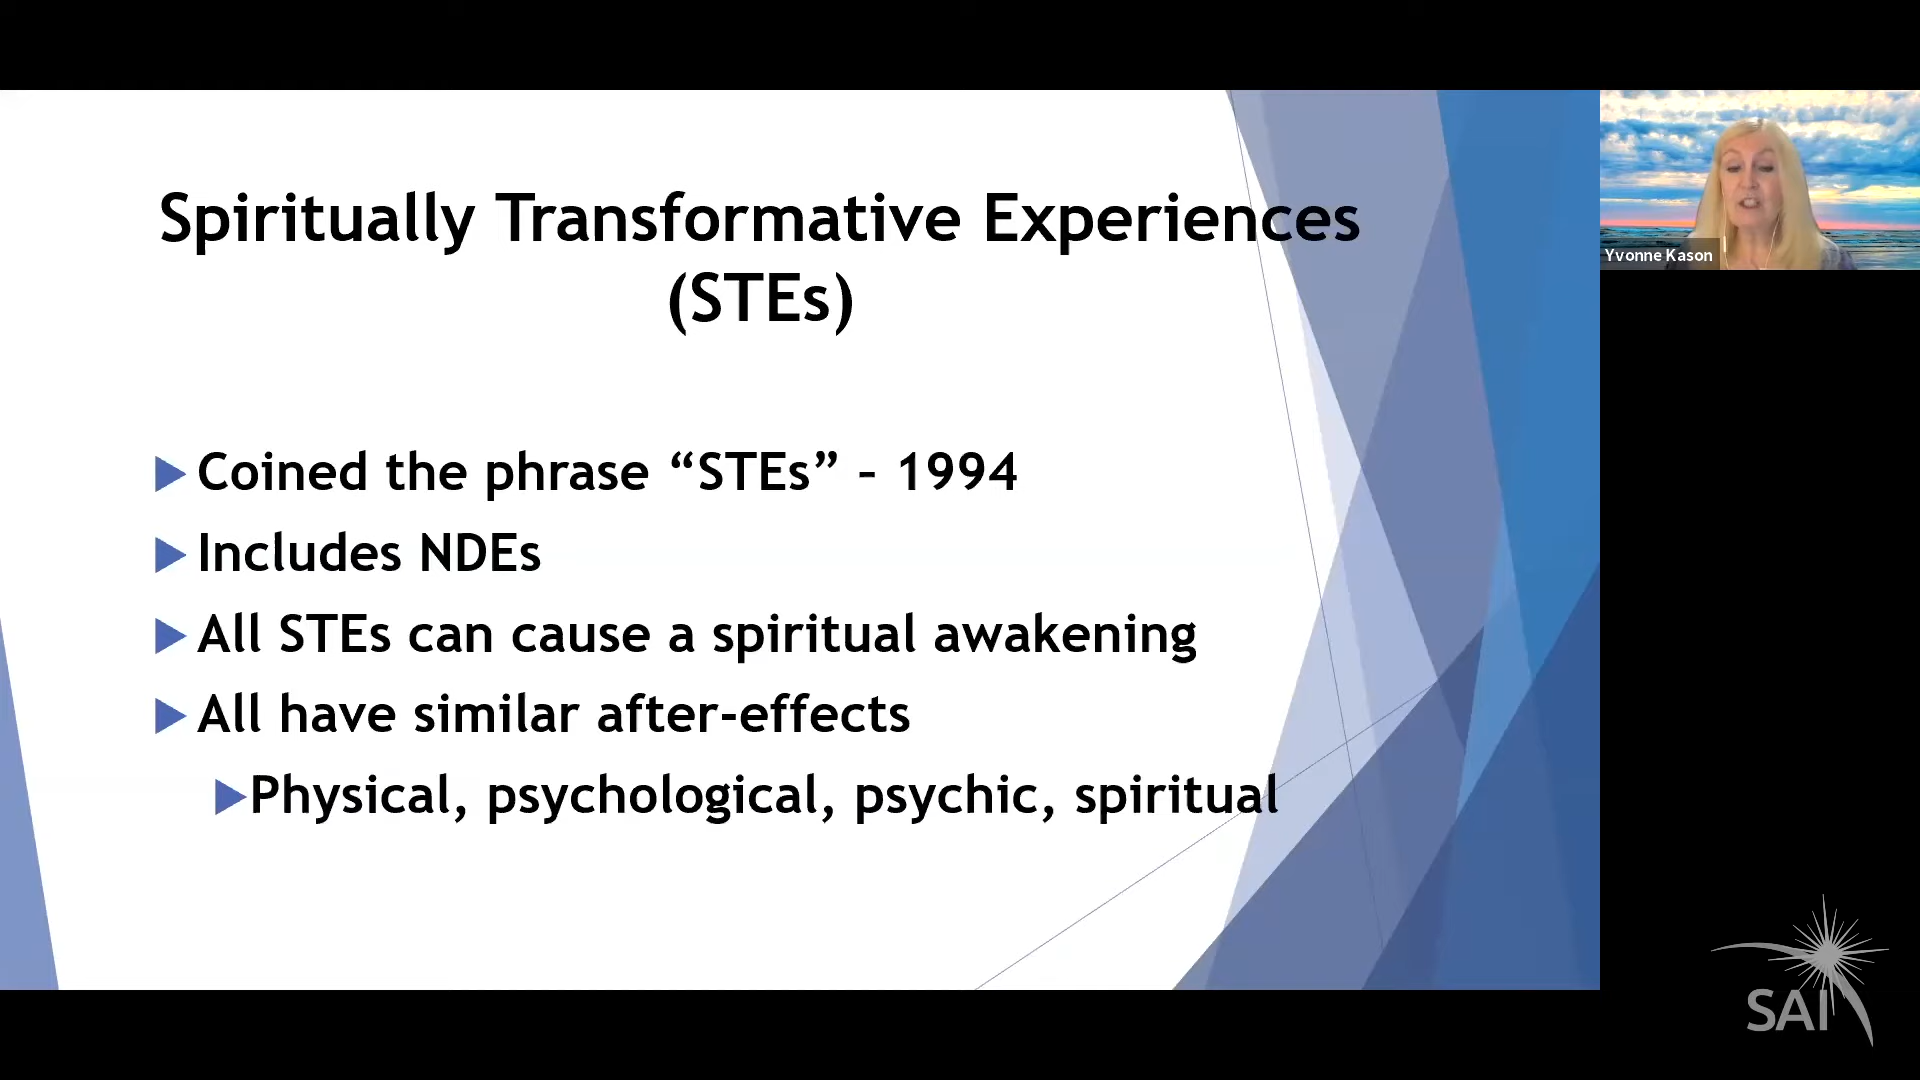 Spiritually Transformative Experiences
(STEs)
Coined the phrase “STEs” – 1994
Includes NDEs
All STEs can cause a spiritual awakening
All have similar after-effects
Physical, psychological, psychic, spiritual
Yvonne Kason
SAI